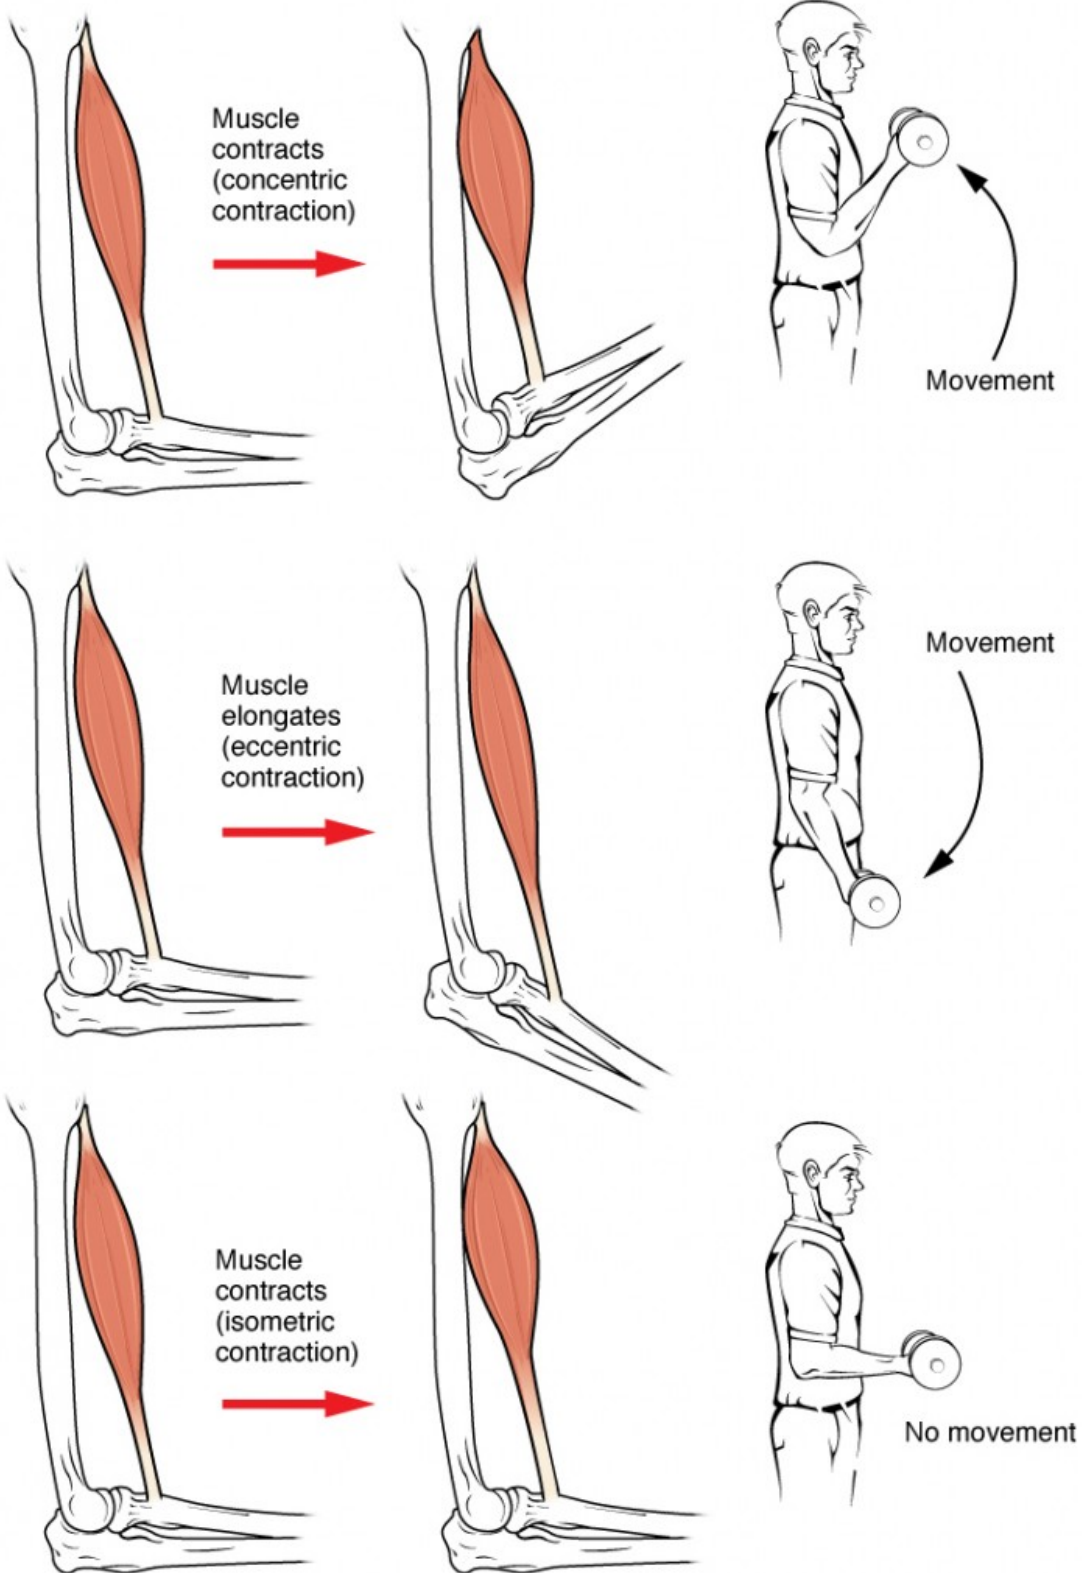 Muscle
contracts
(concentric
contraction)
Movement
Muscle
elongates
(eccentric
contraction)
Movement
Muscle
contracts
(isometric
contraction)
No movement